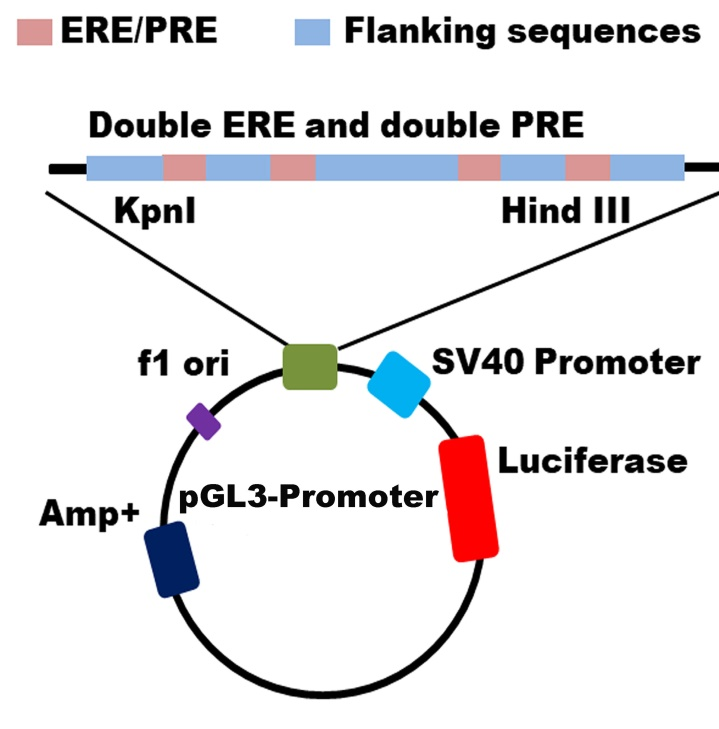 ERE/PRE Flanking sequences
Double ERE and double PRE
KpnI Hind III
f1 ori SV40 Promoter
Luciferase
pGL3-Promoter
Amp+